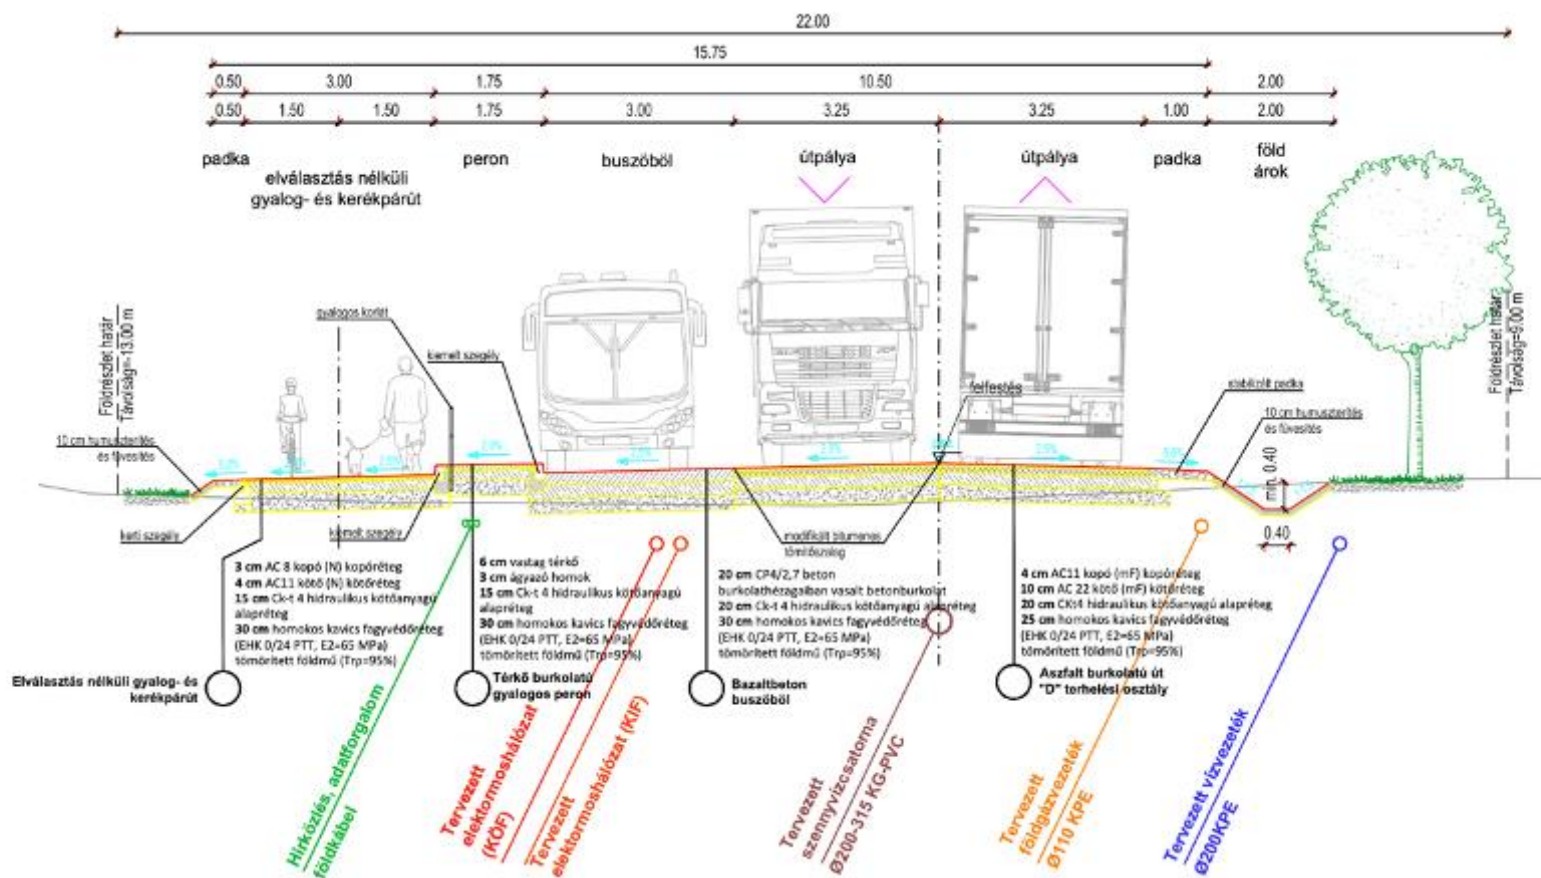 22.00
15.75
0.50 3.00 1.75 10.50 2.00
0.50 1.50 1.50 1.75 3.00 3.25 3.25 1.00 2.00
padka
elválasztás nélküli
gyalog- és kerékpárút
peron
buszöböl
útpálya
útpálya
padka
föld
árok
Földrészlet határ
Távolság=-13.00 m
gyalogos korlát
kiemelt szegély
felfestés
stabilizált padka
10 cm humuszterítés
és füvesítés
Földrészlet határ
Távolság=9.00 m
10 cm humuszterítés
és füvesítés
2.0%
2.0%
2.0%
2.5%
min. 0.40
0.40
kerti szegély
kiemelt szegély
modifikált bitumenes
tömítőszalag
3 cm AC 8 kopó (N) kopóréteg
4 cm AC11 kötő (N) kötőréteg
15 cm Ck-t 4 hidraulikus kötőanyagú
alapréteg
30 cm homokos kavics fagyvédőréteg
(EHK 0/24 PTT, E2=65 MPa)
tömörített földmű (Trp=95%)
Elválasztás nélküli gyalog- és
kerékpárút
6 cm vastag térkő
3 cm ágyazó homok
15 cm Ck-t 4 hidraulikus kötőanyagú
alapréteg
30 cm homokos kavics fagyvédőréteg
(EHK 0/24 PTT, E2=65 MPa)
tömörített földmű (Trp=95%)
Térkő burkolatú
gyalogos peron
20 cm CP4/2,7 beton
burkolathézagaiban vasalt betonburkolat
20 cm Ck-t 4 hidraulikus kötőanyagú alapréteg
30 cm homokos kavics fagyvédőréteg
(EHK 0/24 PTT, E2=65 MPa)
tömörített földmű (Trp=95%)
Bazaltbeton
buszöböl
4 cm AC11 kopó (mF) kopóréteg
10 cm AC 22 kötő (mF) kötőréteg
20 cm CKt4 hidraulikus kötőanyagú alapréteg
25 cm homokos kavics fagyvédőréteg
(EHK 0/24 PTT, E2=65 MPa)
tömörített földmű (Trp=95%)
Aszfalt burkolatú út
"D" terhelési osztály
Hírközlés, adatforgalom
földkábel
Tervezett
elektormoshálózat
(KÖF)
Tervezett
elektormoshálózat (KIF)
Tervezett
szennyvízcsatorna
Ø200-315 KG-PVC
Tervezett
földgázvezeték
Ø110 KPE
Tervezett vízvezeték
Ø200KPE